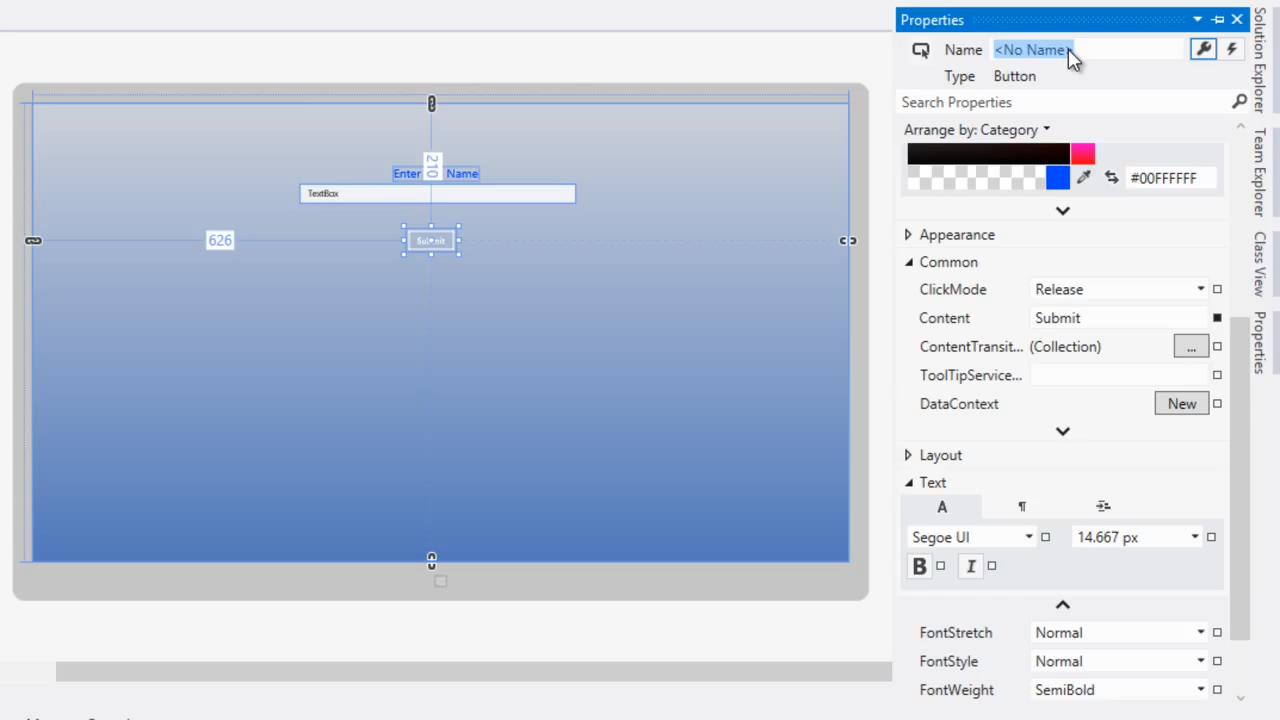 Properties
Name <No Name>
Type Button
Search Properties
Arrange by: Category
#00FFFFFF
Appearance
Common
ClickMode Release
Content Submit
ContentTransit... (Collection) ...
ToolTipService...
DataContext New
Layout
Text
A ¶
Segoe UI 14.667 px
B I
FontStretch Normal
FontStyle Normal
FontWeight SemiBold
Solution Explorer
Team Explorer
Class View
Properties
210
Enter Name
TextBox
626
Submit